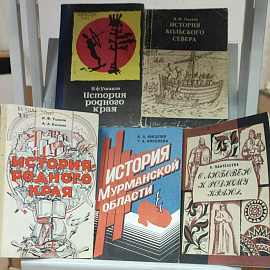 И.Ф. Ушаков
История
родного
края
И. Ф. Ушаков
ИСТОРИЯ
КОЛЬСКОГО
СЕВЕРА
И. Ф. Ушаков
А. А. Киселев
ИСТОРИЯ
РОДНОГО
КРАЯ
А. А. КИСЕЛЕВ
Т. А. КИСЕЛЕВА
ИСТОРИЯ
МУРМАНСКОЙ
ОБЛАСТИ
С ЛЮБОВЬЮ
К РОДНОМУ
КРАЮ